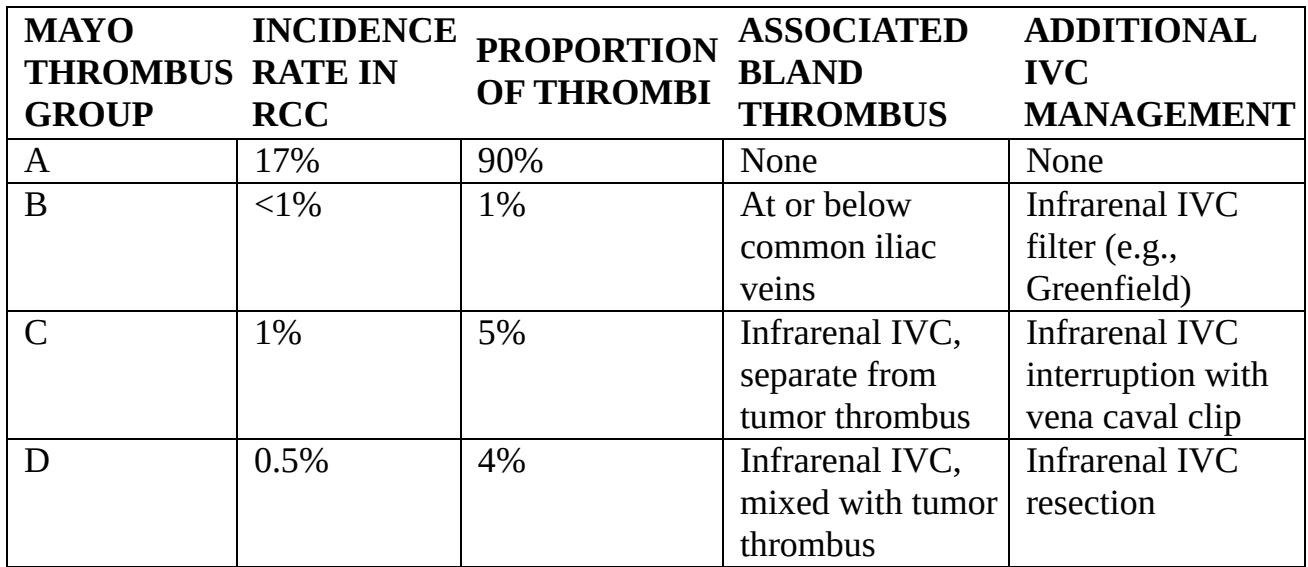 MAYO THROMBUS GROUP
INCIDENCE RATE IN RCC
PROPORTION OF THROMBI
ASSOCIATED BLAND THROMBUS
ADDITIONAL IVC MANAGEMENT
A
17%
90%
None
None
B
<1%
1%
At or below
common iliac
veins
Infrarenal IVC
filter (e.g.,
Greenfield)
C
1%
5%
Infrarenal IVC,
separate from
tumor thrombus
Infrarenal IVC
interruption with
vena caval clip
D
0.5%
4%
Infrarenal IVC,
mixed with tumor
thrombus
Infrarenal IVC
resection